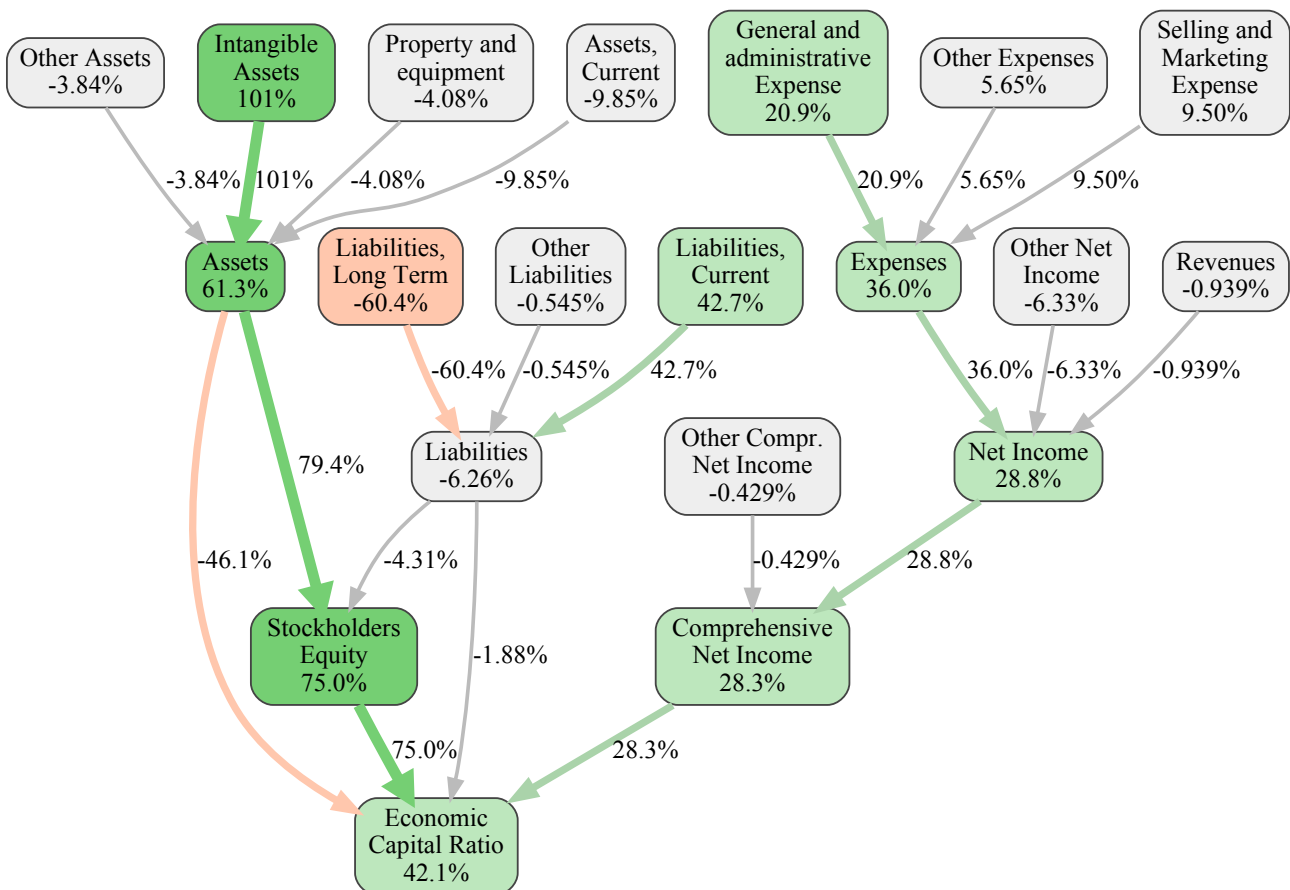 Other Assets
-3.84%
Intangible
Assets
101%
Property and
equipment
-4.08%
Assets,
Current
-9.85%
General and
administrative
Expense
20.9%
Other Expenses
5.65%
Selling and
Marketing
Expense
9.50%
-3.84%
101%
-4.08%
-9.85%
20.9%
5.65%
9.50%
Assets
61.3%
Liabilities,
Long Term
-60.4%
Other
Liabilities
-0.545%
Liabilities,
Current
42.7%
Expenses
36.0%
Other Net
Income
-6.33%
Revenues
-0.939%
-60.4%
-0.545%
42.7%
36.0%
-6.33%
-0.939%
79.4%
Liabilities
-6.26%
Other Compr.
Net Income
-0.429%
Net Income
28.8%
-46.1%
-4.31%
-0.429%
28.8%
Stockholders
Equity
75.0%
-1.88%
Comprehensive
Net Income
28.3%
75.0%
28.3%
Economic
Capital Ratio
42.1%